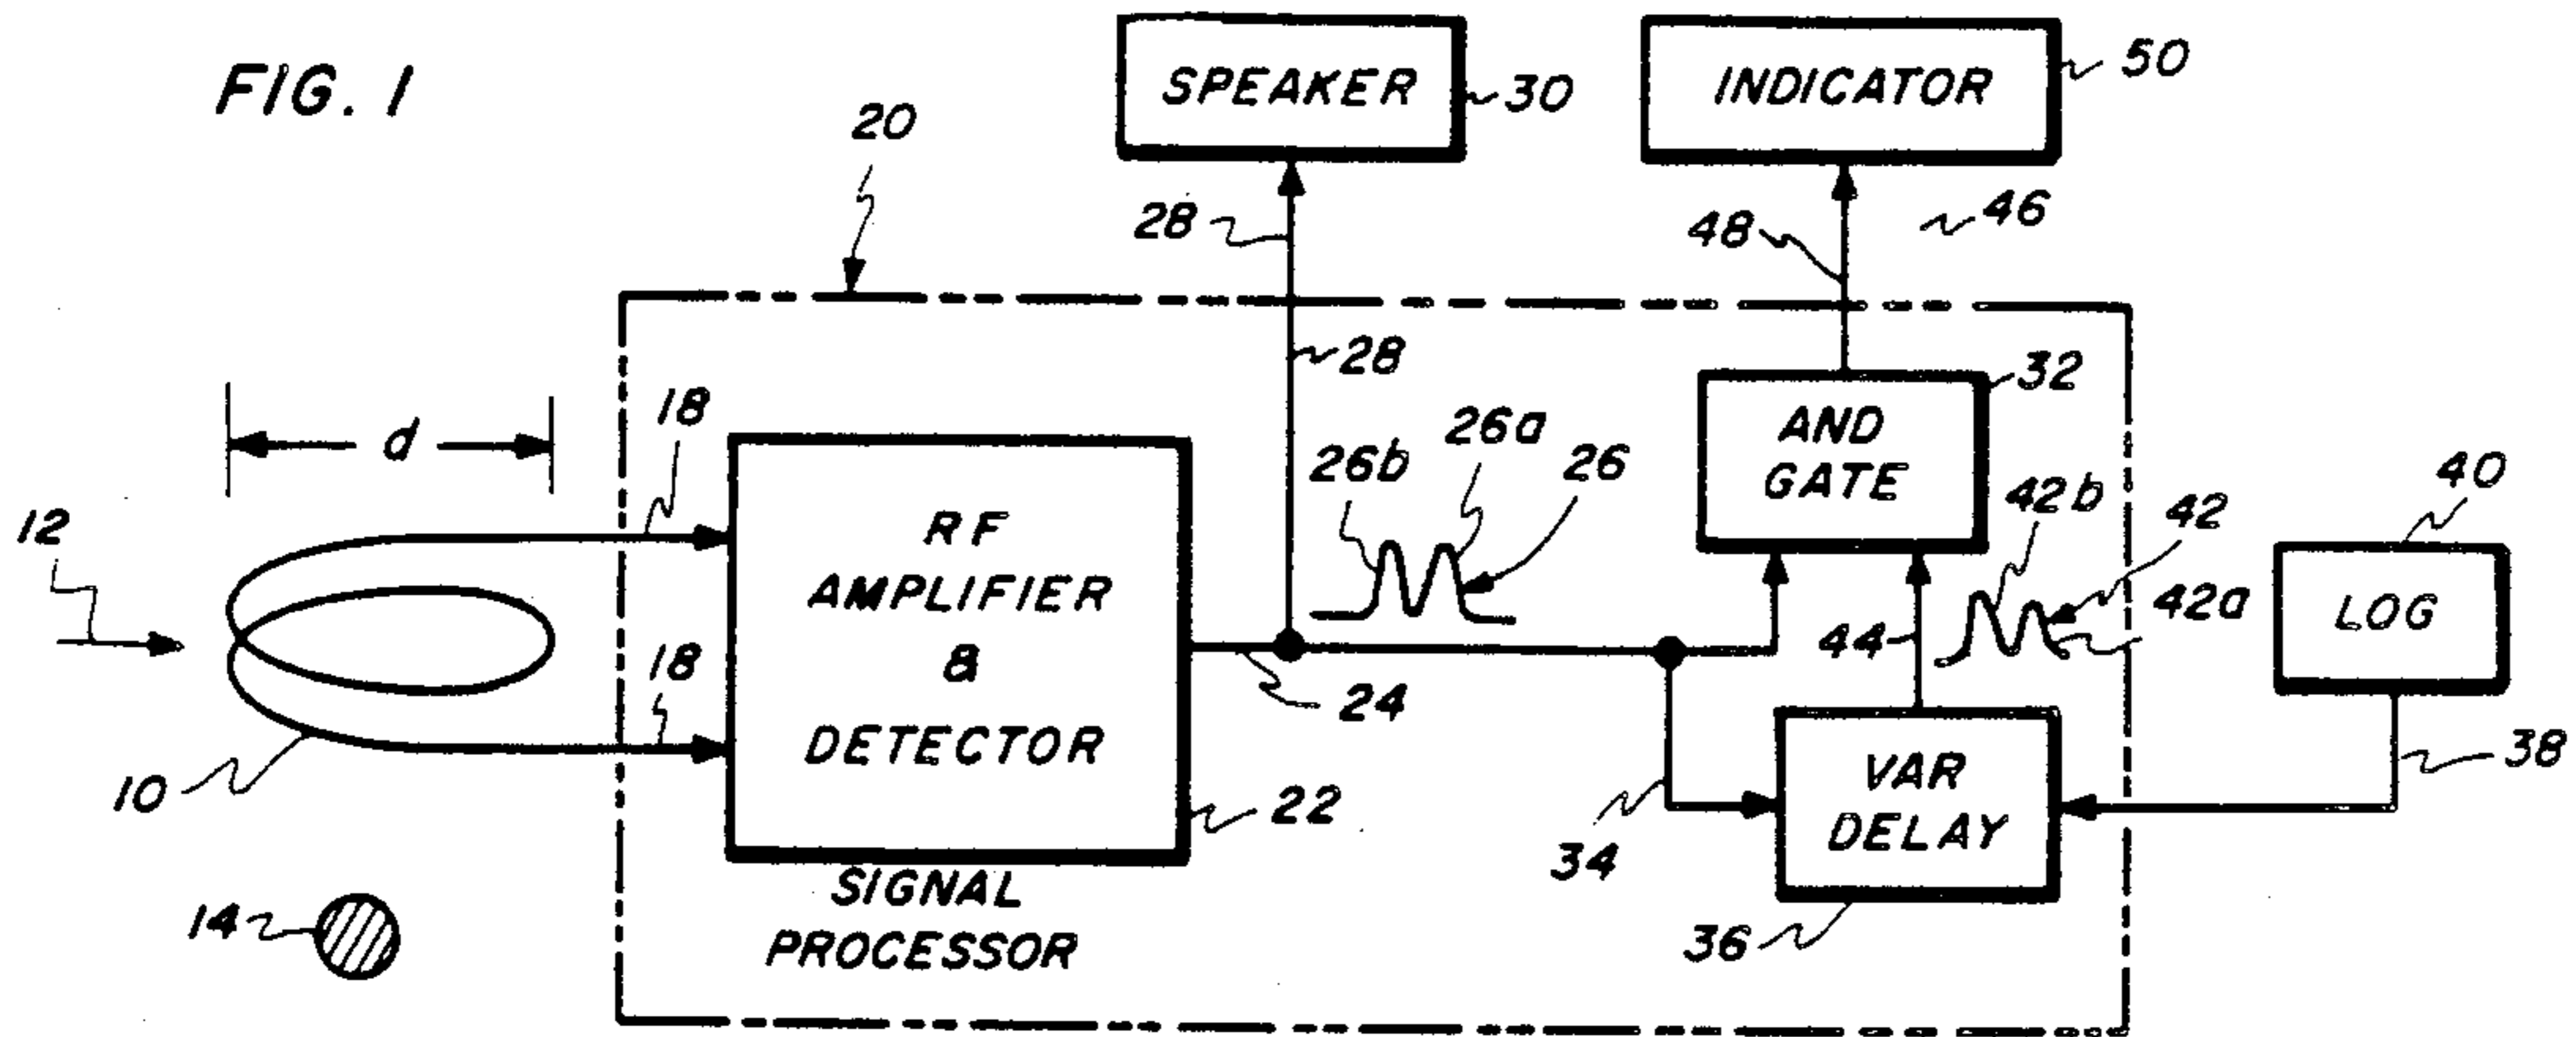 FIG. 1
20
SPEAKER
30
INDICATOR
50
28
48
46
28
32
d
18
26b
26a
26
AND
GATE
42b
42
40
12
RF
AMPLIFIER
&
DETECTOR
18
24
44
42a
LOG
10
22
34
VAR
DELAY
38
14
SIGNAL
PROCESSOR
36